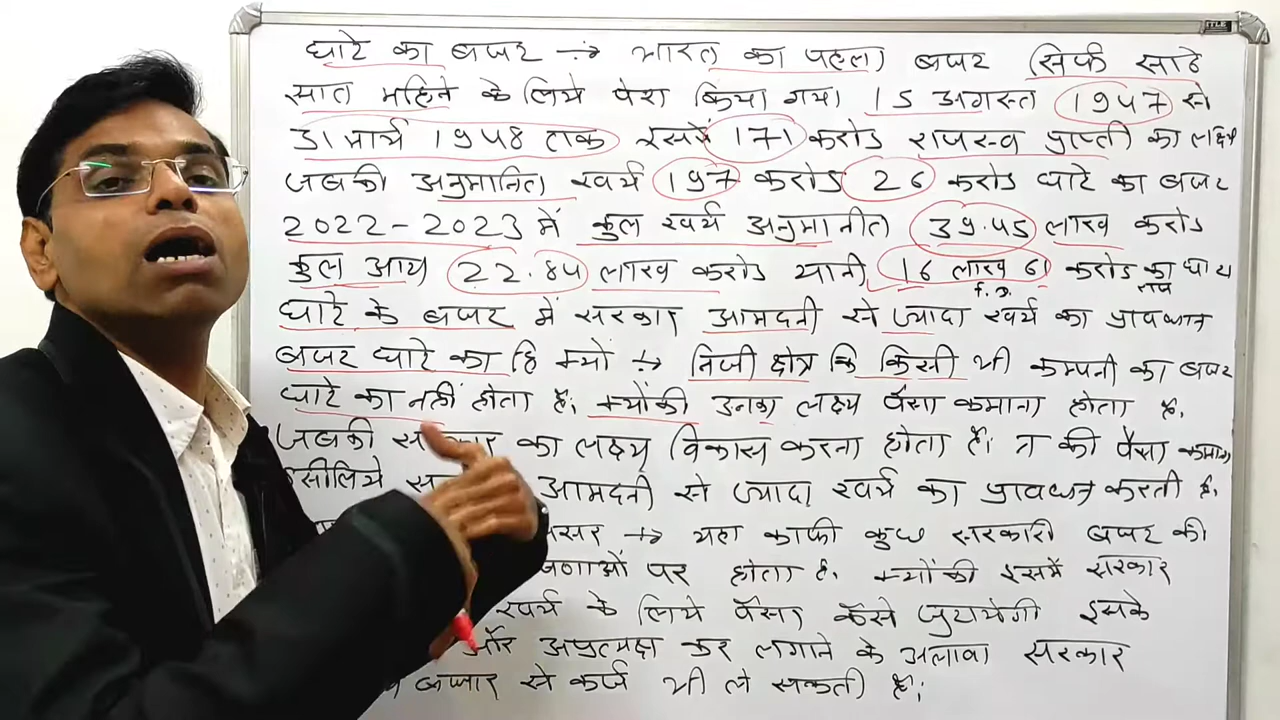 घाटे का बजट → भारत का पहला बजट सिर्फ साढे
सात महिने के लिये पेश किया गया 15 अगस्त 1947 से
31 मार्च 1948 तक इसमें 171 करोड राजस्व प्राप्ती का लक्ष
जबकी अनुमानित खर्च 197 करोड 26 करोड घाटे का बजट
2022-2023 में कुल खर्च अनुमानीत 39.45 लाख करोड
कुल आय 22.84 लाख करोड यानी 16 लाख 61 करोड का घाटा
f.D.
घाटे के बजट में सरकार आमदनी से ज्यादा खर्च का प्रावधान
बजट घाटे का हि क्यों → निजी क्षेत्र कि किसी भी कम्पनी का बजट
घाटे का नहीं होता है; क्योंकी उनका लक्ष्य पैसा कमाना होता है.
जबकी का लक्ष्य विकास करना होता है। न की पैसा कमाना
इसीलिये आमदनी से ज्यादा खर्च का प्रावधान करती है.
→ यहा काफी कुछ सरकारी बजट की
पर होता है. क्योंकी इसमें सरकार
खर्च के लिये पैसा कैसे जुटायेगी इसके
और अप्रत्यक्ष कर लगाने के अलावा सरकार
बाजार से कर्ज भी ले सकती है;